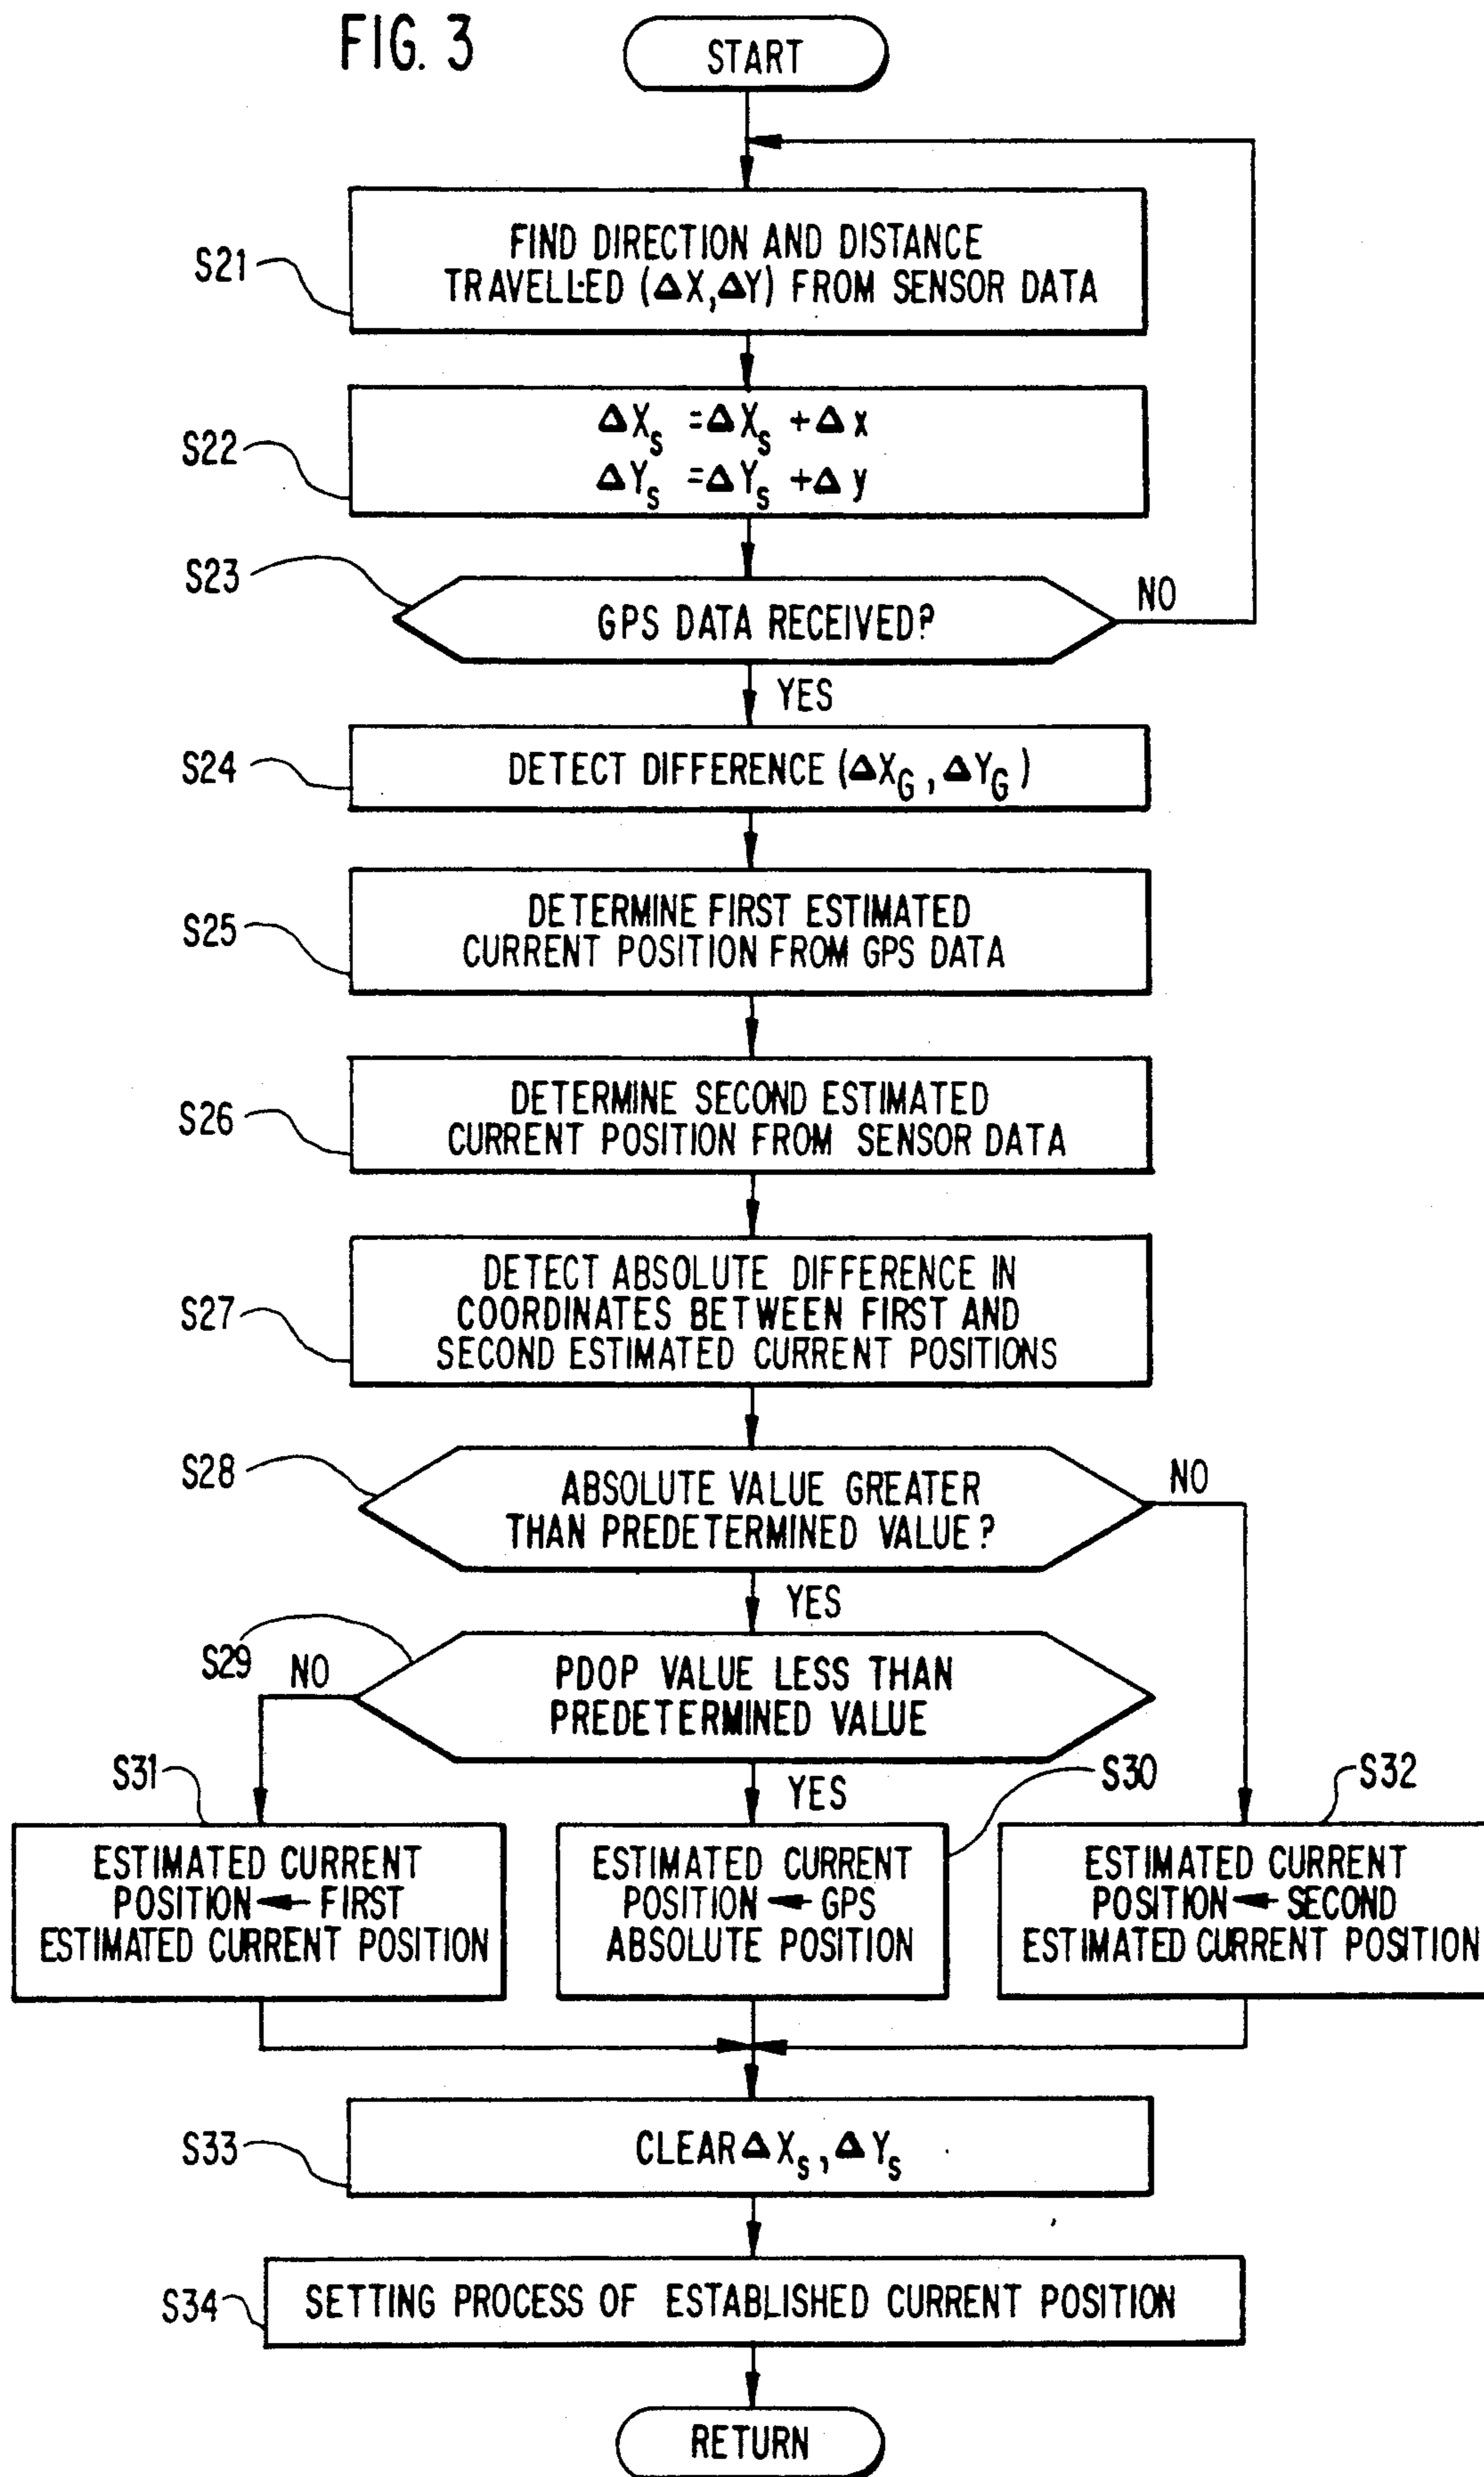 FIG. 3
START
S21
FIND DIRECTION AND DISTANCE
TRAVELLED (ΔX, ΔY) FROM SENSOR DATA
S22
ΔXs = ΔXs + Δx
ΔYs = ΔYs + Δy
S23
GPS DATA RECEIVED?
NO
YES
S24
DETECT DIFFERENCE (ΔXG, ΔYG)
S25
DETERMINE FIRST ESTIMATED
CURRENT POSITION FROM GPS DATA
S26
DETERMINE SECOND ESTIMATED
CURRENT POSITION FROM SENSOR DATA
S27
DETECT ABSOLUTE DIFFERENCE IN
COORDINATES BETWEEN FIRST AND
SECOND ESTIMATED CURRENT POSITIONS
S28
ABSOLUTE VALUE GREATER
THAN PREDETERMINED VALUE?
NO
YES
S29
NO
PDOP VALUE LESS THAN
PREDETERMINED VALUE
YES
S31
ESTIMATED CURRENT
POSITION ← FIRST
ESTIMATED CURRENT POSITION
S30
ESTIMATED CURRENT
POSITION ← GPS
ABSOLUTE POSITION
S32
ESTIMATED CURRENT
POSITION ← SECOND
ESTIMATED CURRENT POSITION
S33
CLEAR ΔXs, ΔYs
S34
SETTING PROCESS OF ESTABLISHED CURRENT POSITION
RETURN